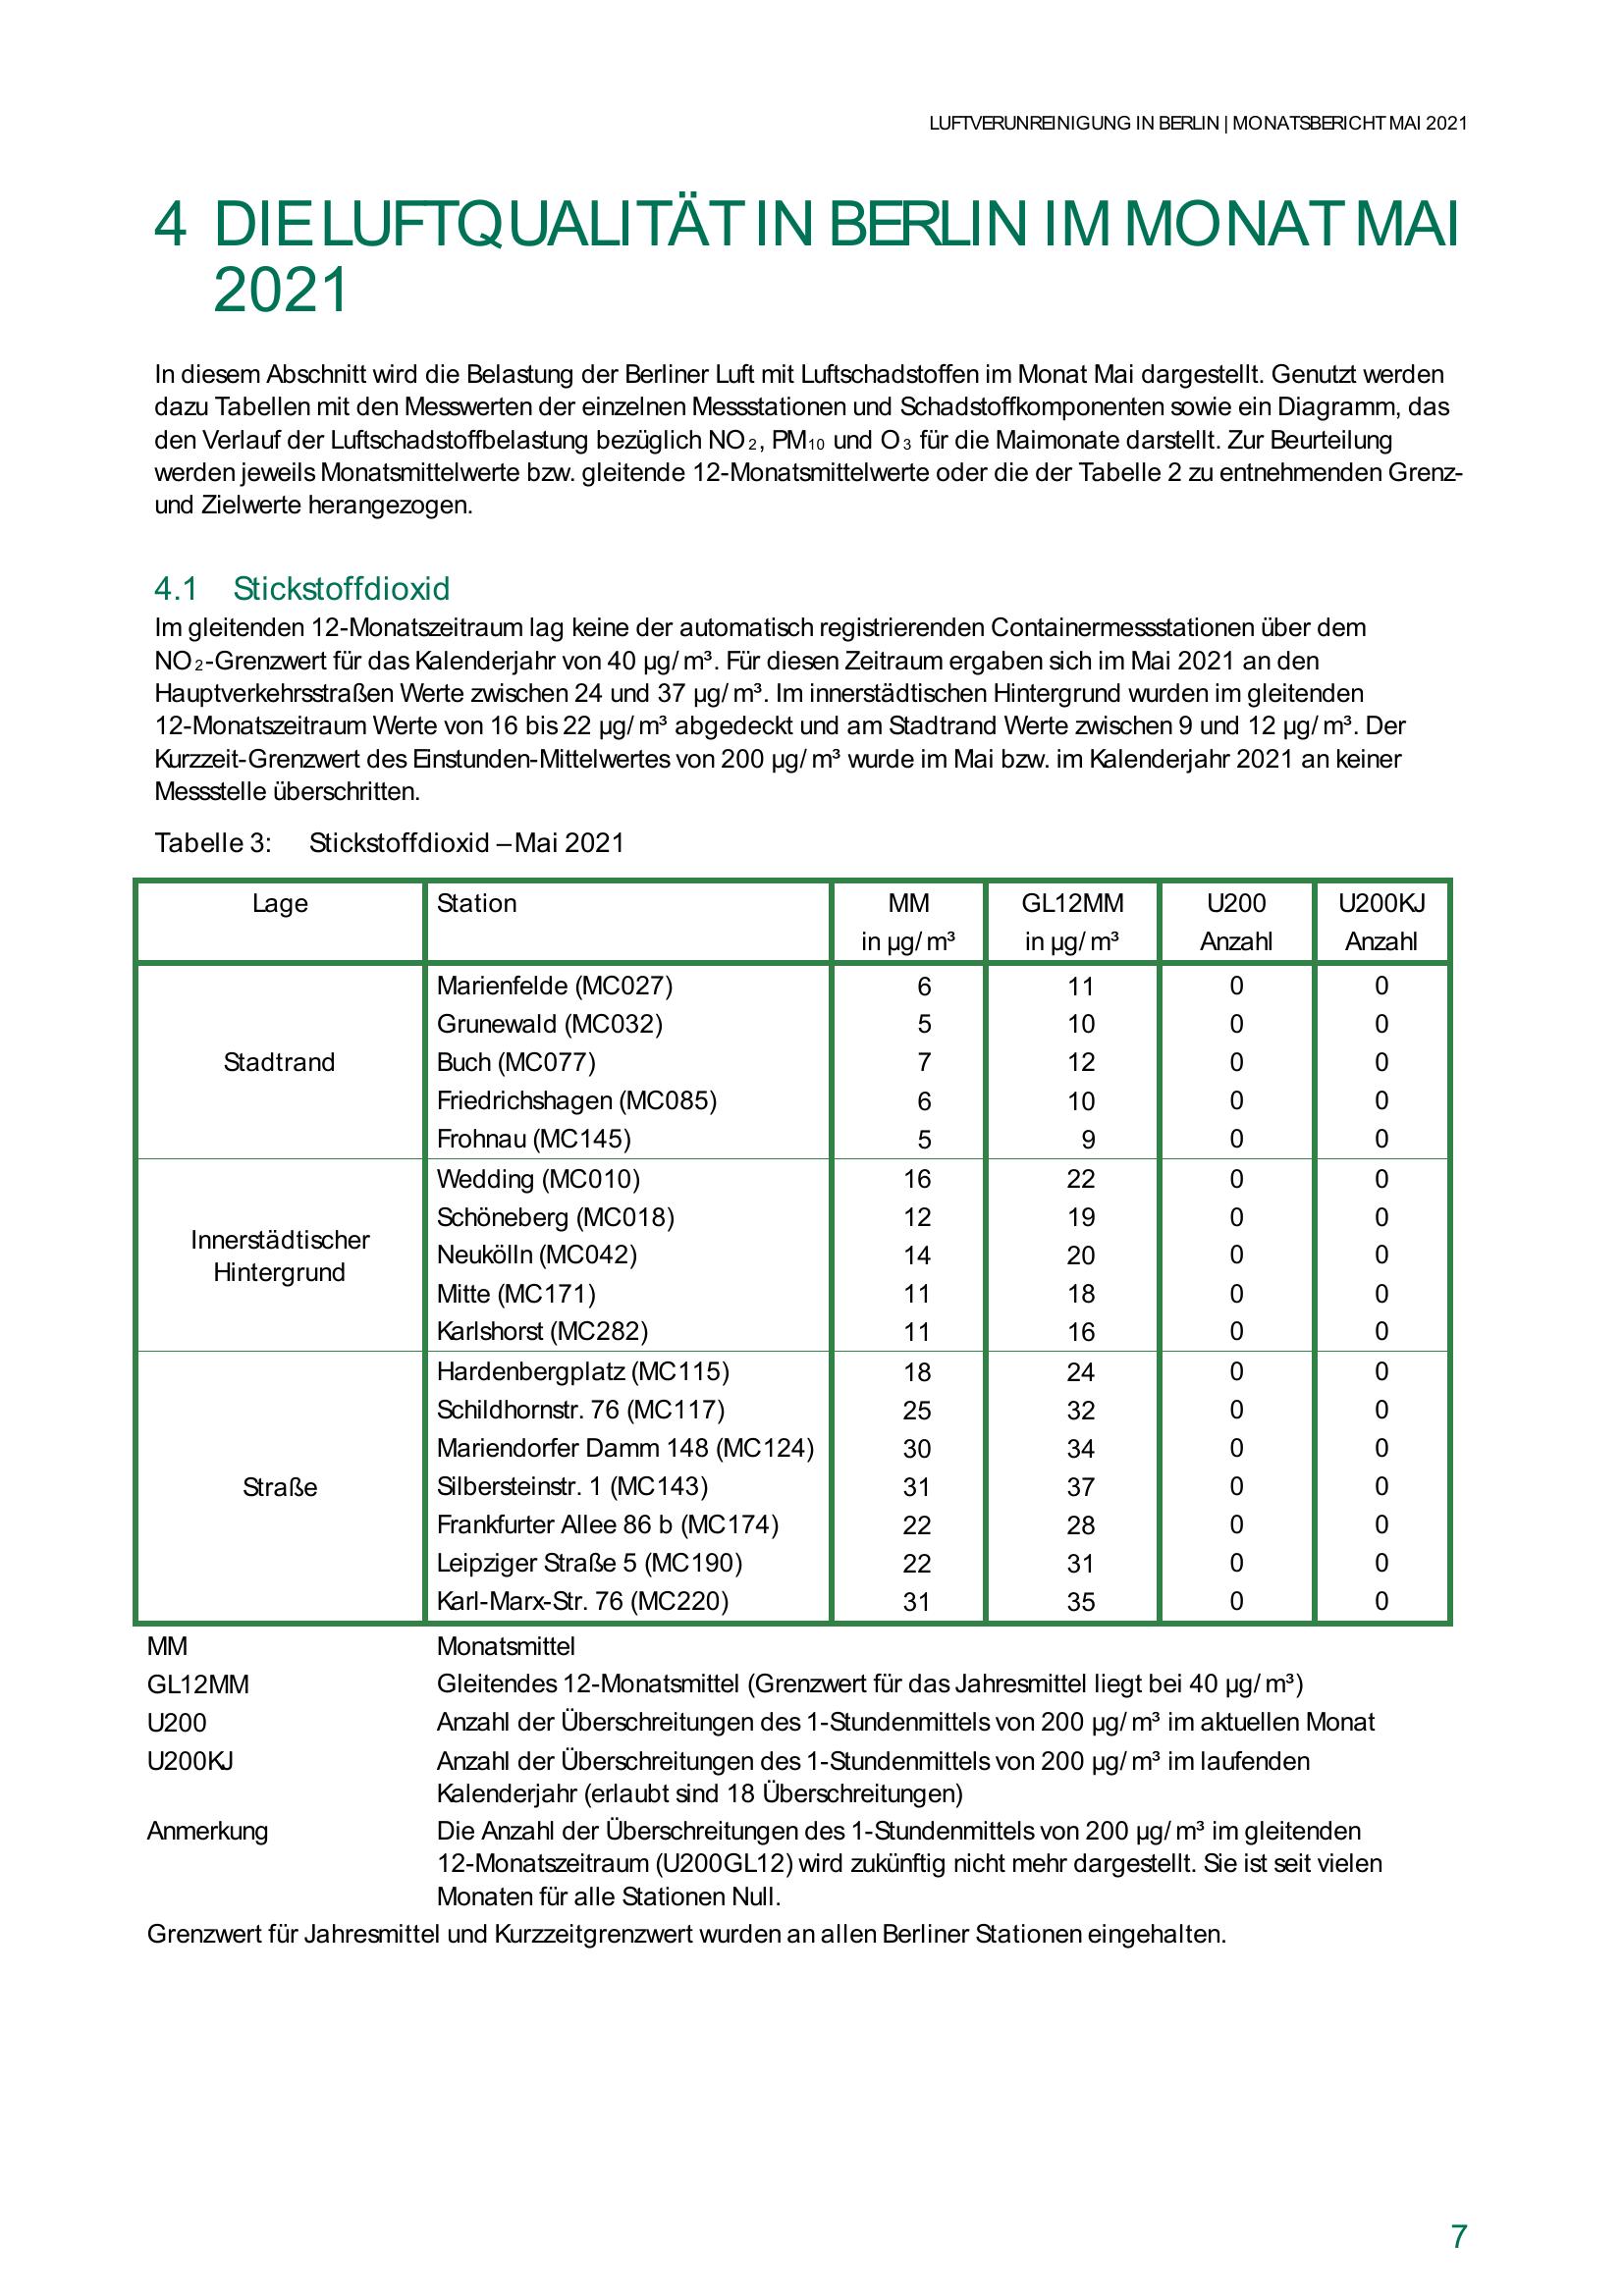 LUFTVERUNREINIGUNG IN BERLIN | MONATSBERICHT MAI 2021
4 DIE LUFTQUALITÄT IN BERLIN IM MONAT MAI
2021
In diesem Abschnitt wird die Belastung der Berliner Luft mit Luftschadstoffen im Monat Mai dargestellt. Genutzt werden
dazu Tabellen mit den Messwerten der einzelnen Messstationen und Schadstoffkomponenten sowie ein Diagramm, das
den Verlauf der Luftschadstoffbelastung bezüglich NO₂, PM₁₀ und O₃ für die Maimonate darstellt. Zur Beurteilung
werden jeweils Monatsmittelwerte bzw. gleitende 12-Monatsmittelwerte oder die der Tabelle 2 zu entnehmenden Grenz-
und Zielwerte herangezogen.
4.1 Stickstoffdioxid
Im gleitenden 12-Monatszeitraum lag keine der automatisch registrierenden Containermessstationen über dem
NO₂-Grenzwert für das Kalenderjahr von 40 µg/m³. Für diesen Zeitraum ergaben sich im Mai 2021 an den
Hauptverkehrsstraßen Werte zwischen 24 und 37 µg/m³. Im innerstädtischen Hintergrund wurden im gleitenden
12-Monatszeitraum Werte von 16 bis 22 µg/m³ abgedeckt und am Stadtrand Werte zwischen 9 und 12 µg/m³. Der
Kurzzeit-Grenzwert des Einstunden-Mittelwertes von 200 µg/m³ wurde im Mai bzw. im Kalenderjahr 2021 an keiner
Messstelle überschritten.
Tabelle 3: Stickstoffdioxid – Mai 2021
Lage Station MM GL12MM U200 U200KJ
in µg/m³ in µg/m³ Anzahl Anzahl
Marienfelde (MC027) 6 11 0 0
Grunewald (MC032) 5 10 0 0
Stadtrand Buch (MC077) 7 12 0 0
Friedrichshagen (MC085) 6 10 0 0
Frohnau (MC145) 5 9 0 0
Wedding (MC010) 16 22 0 0
Schöneberg (MC018) 12 19 0 0
Innerstädtischer
Hintergrund
Neukölln (MC042) 14 20 0 0
Mitte (MC171) 11 18 0 0
Karlshorst (MC282) 11 16 0 0
Hardenbergplatz (MC115) 18 24 0 0
Schildhornstr. 76 (MC117) 25 32 0 0
Mariendorfer Damm 148 (MC124) 30 34 0 0
Straße Silbersteinstr. 1 (MC143) 31 37 0 0
Frankfurter Allee 86 b (MC174) 22 28 0 0
Leipziger Straße 5 (MC190) 22 31 0 0
Karl-Marx-Str. 76 (MC220) 31 35 0 0
MM Monatsmittel
GL12MM Gleitendes 12-Monatsmittel (Grenzwert für das Jahresmittel liegt bei 40 µg/m³)
U200 Anzahl der Überschreitungen des 1-Stundenmittels von 200 µg/m³ im aktuellen Monat
U200KJ Anzahl der Überschreitungen des 1-Stundenmittels von 200 µg/m³ im laufenden
Kalenderjahr (erlaubt sind 18 Überschreitungen)
Anmerkung Die Anzahl der Überschreitungen des 1-Stundenmittels von 200 µg/m³ im gleitenden
12-Monatszeitraum (U200GL12) wird zukünftig nicht mehr dargestellt. Sie ist seit vielen
Monaten für alle Stationen Null.
Grenzwert für Jahresmittel und Kurzzeitgrenzwert wurden an allen Berliner Stationen eingehalten.
7